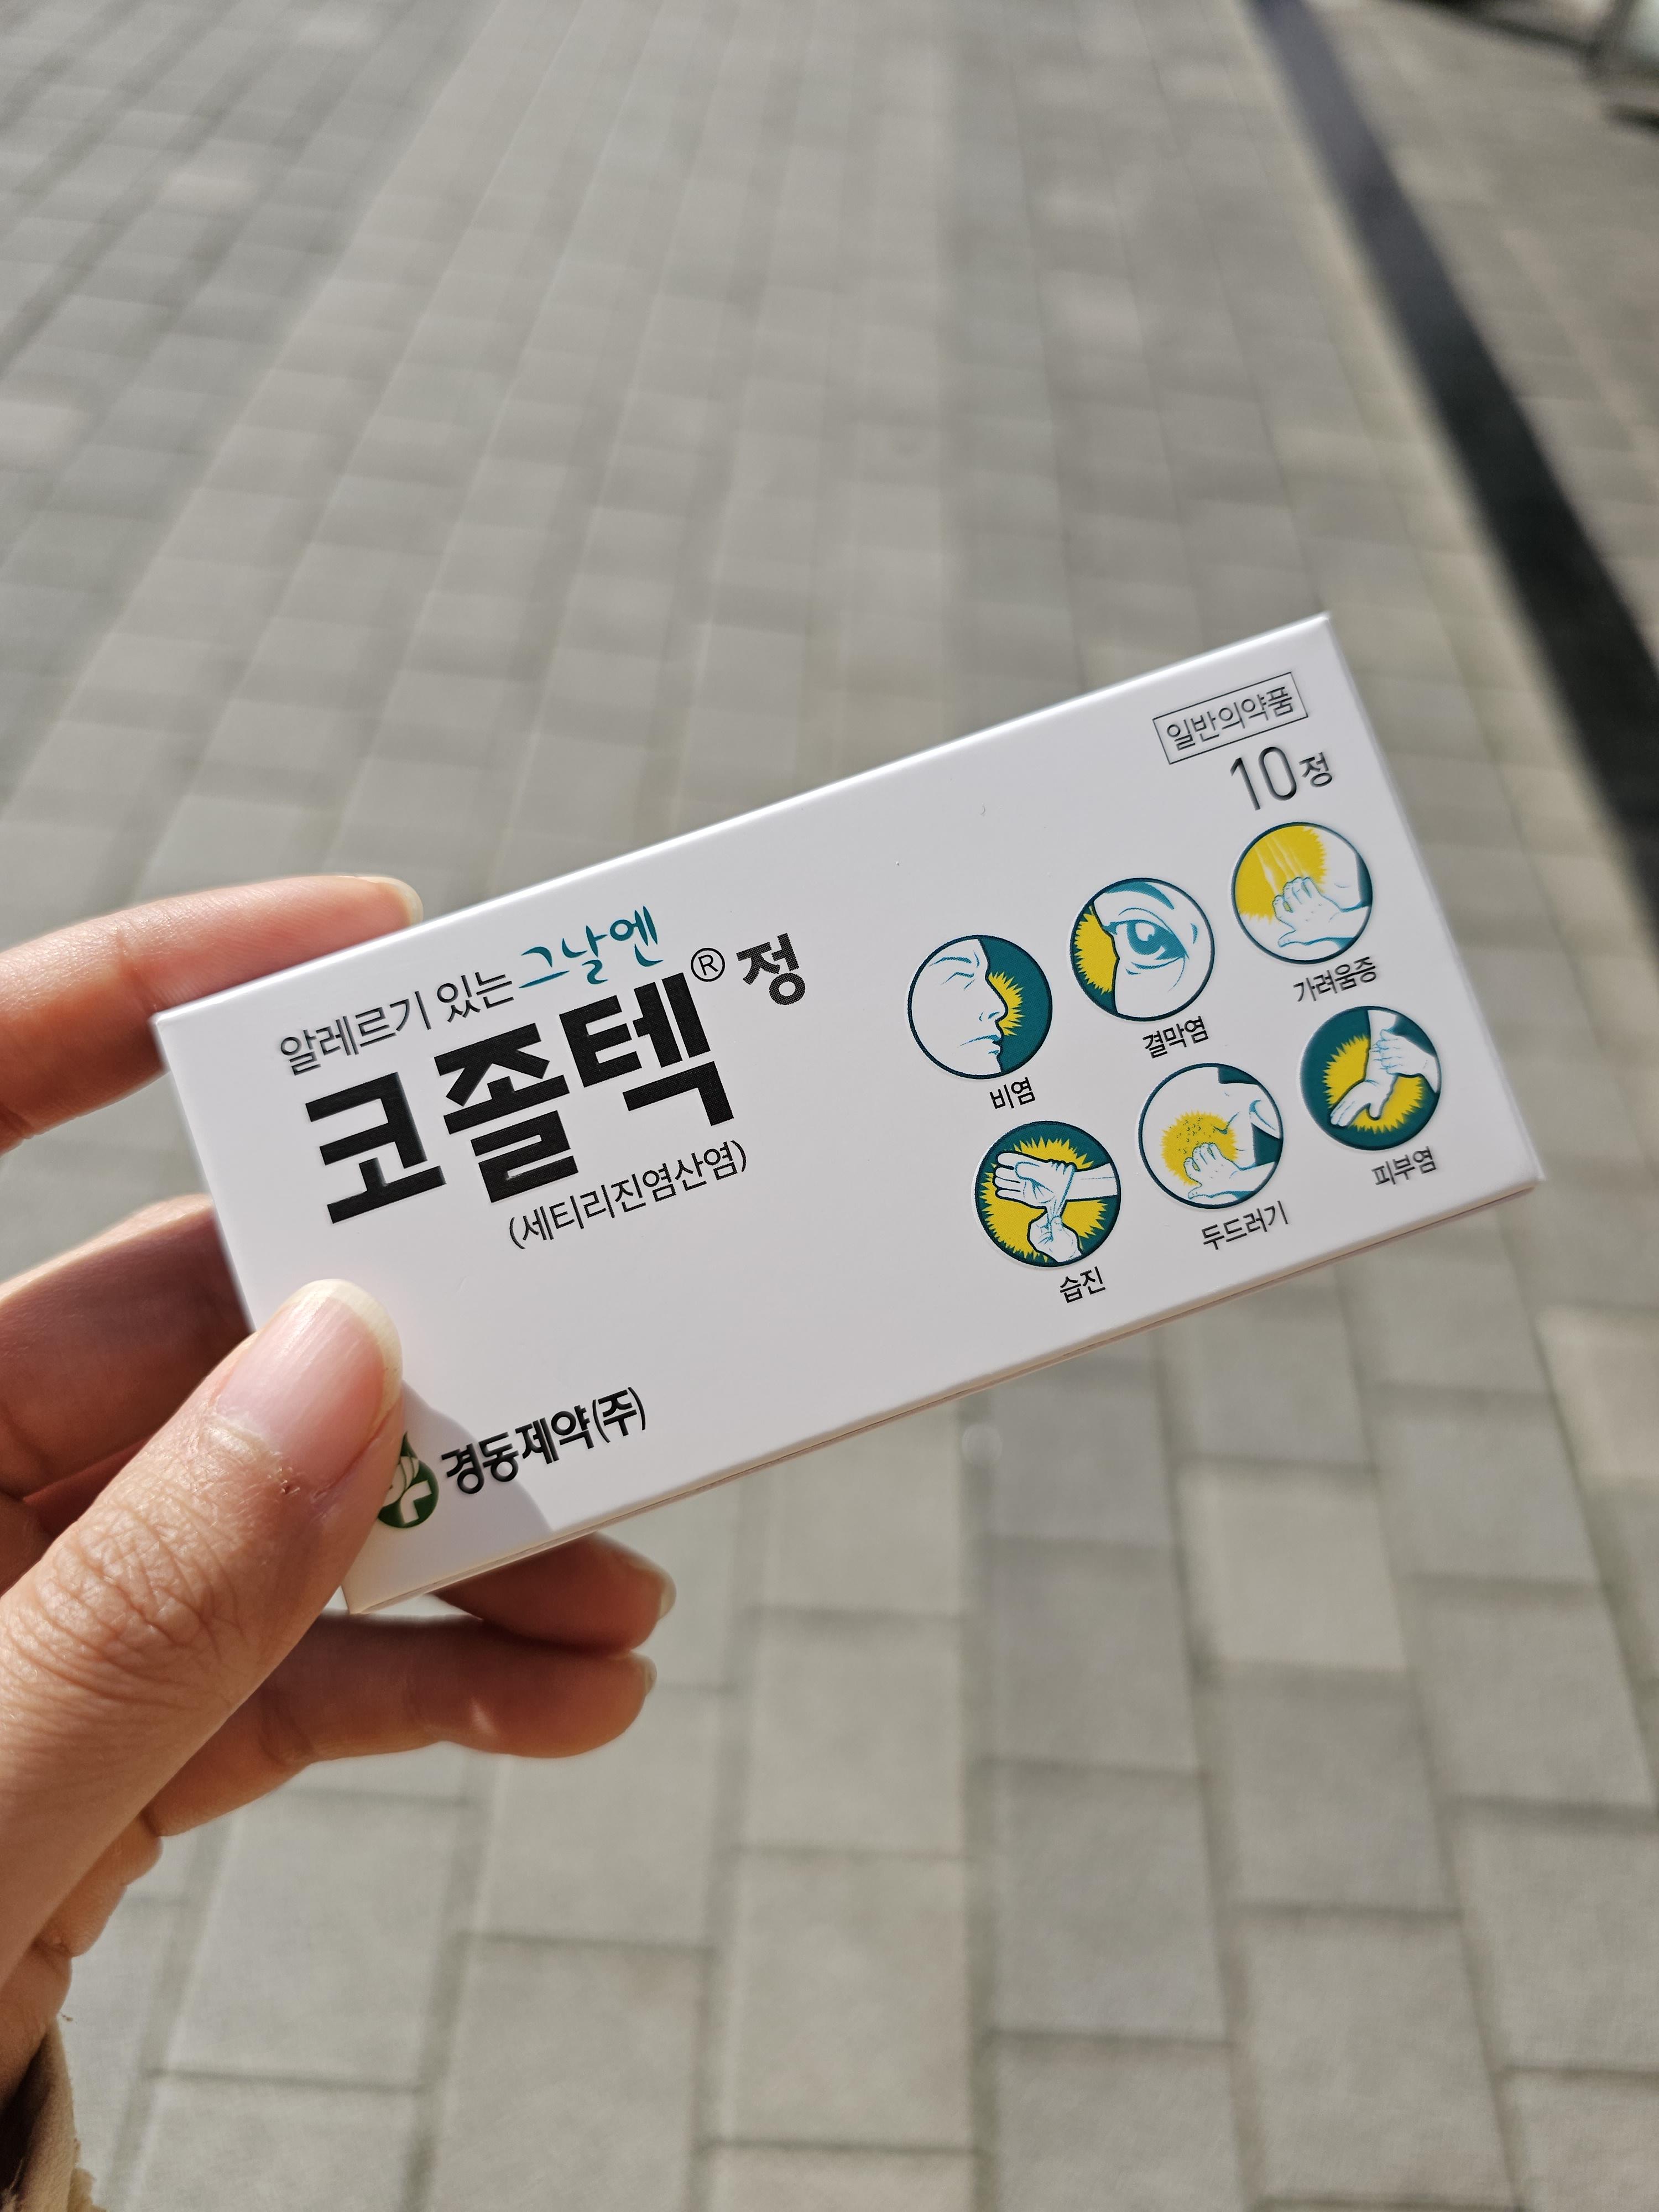 일반의약품
10정
알레르기 있는 그날엔
코졸텍® 정
(세티리진염산염)
비염
결막염
가려움증
습진
두드러기
피부염
경동제약(주)